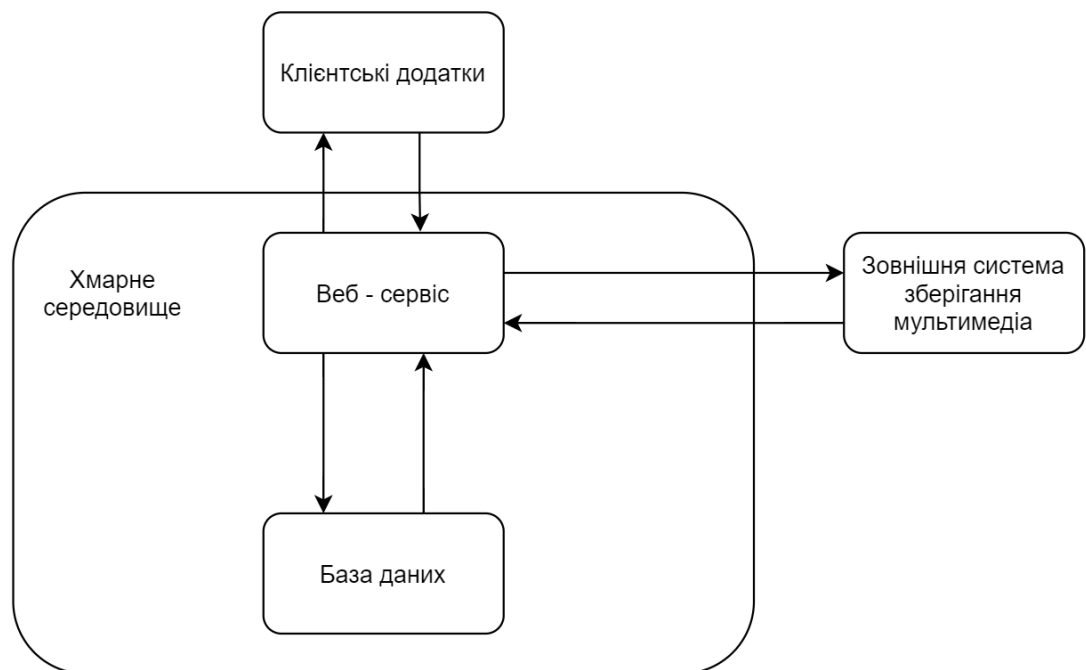 Клієнтські додатки
Хмарне
середовище
Веб - сервіс
Зовнішня система
зберігання
мультимедіа
База даних